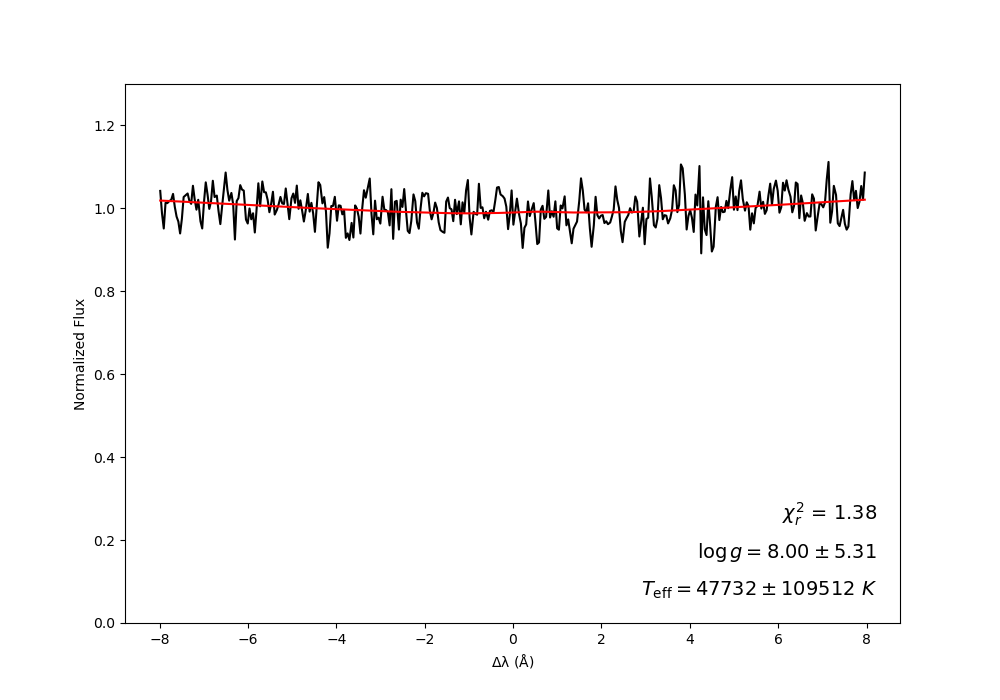 1.2
1.0
0.8
0.6
0.4
0.2
0.0
Normalized Flux
χ²ᵣ = 1.38
log g = 8.00 ± 5.31
T_eff = 47732 ± 109512 K
−8 −6 −4 −2 0 2 4 6 8
Δλ (Å)